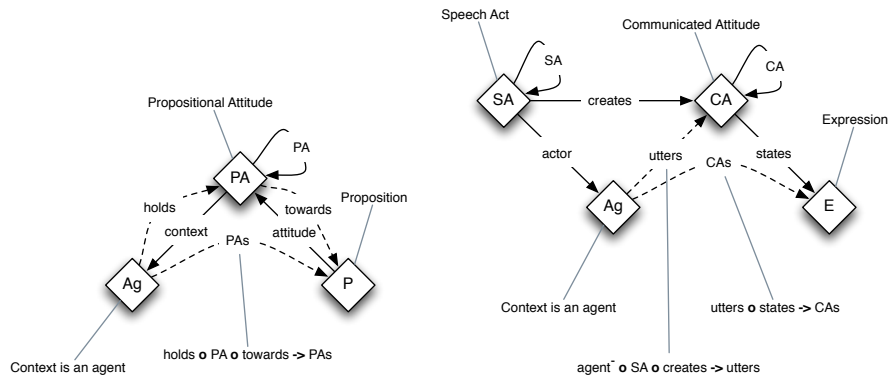 Propositional Attitude
PA
PA
holds
towards
Proposition
context
attitude
PAs
Ag
P
Context is an agent
holds o PA o towards -> PAs
Speech Act
Communicated Attitude
SA
CA
SA
creates
CA
Expression
actor
utters
CAs
states
Ag
E
Context is an agent
utters o states -> CAs
agent- o SA o creates -> utters